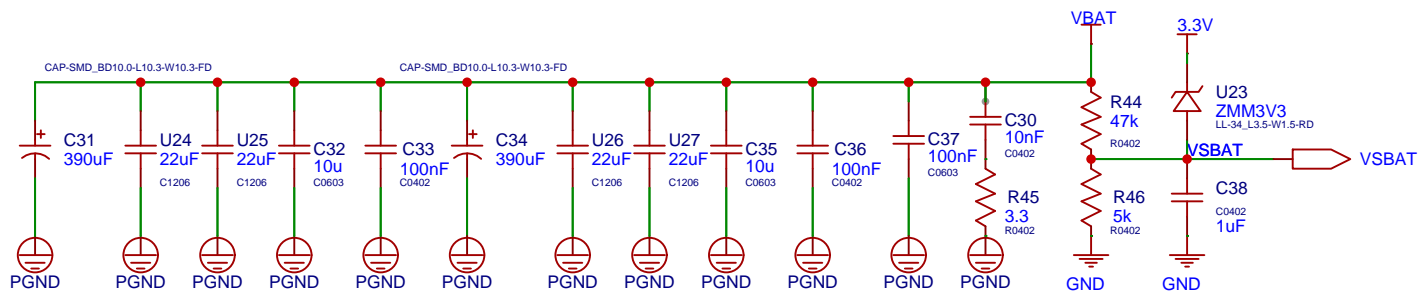 VBAT
3.3V
CAP-SMD_BD10.0-L10.3-W10.3-FD
CAP-SMD_BD10.0-L10.3-W10.3-FD
C31
390uF
U24
22uF
C1206
U25
22uF
C1206
C32
10u
C0603
C33
100nF
C0402
C34
390uF
U26
22uF
C1206
U27
22uF
C1206
C35
10u
C0603
C36
100nF
C0402
C37
100nF
C0603
C30
10nF
C0402
R45
3.3
R0402
R44
47k
R0402
U23
ZMM3V3
LL-34_L3.5-W1.5-RD
VSBAT
VSBAT
R46
5k
R0402
C38
C0402
1uF
PGND
PGND
PGND
PGND
PGND
PGND
PGND
PGND
PGND
PGND
PGND
PGND
GND
GND